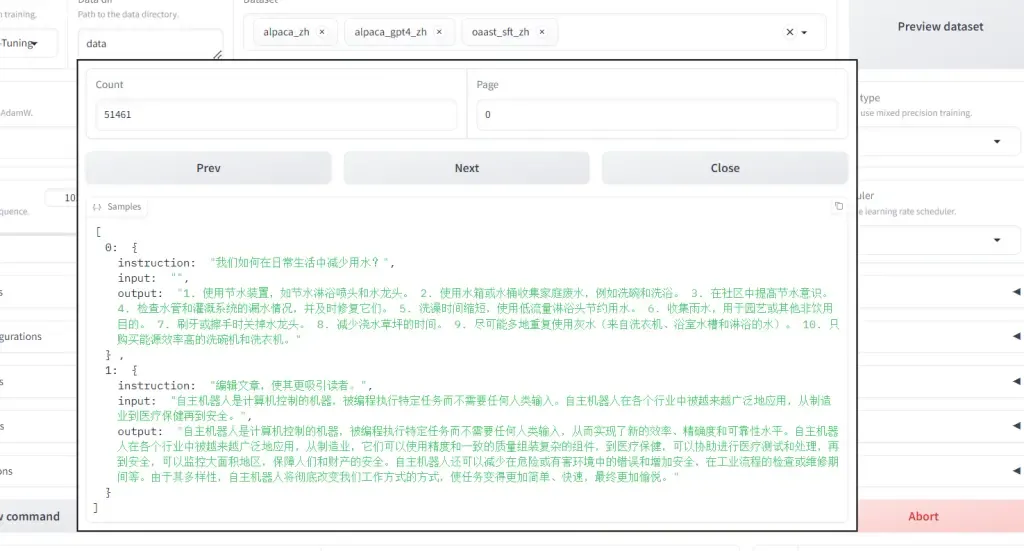 Data dir
Dataset
n training.
Path to the data directory.
-Tuning
data
alpaca_zh ×
alpaca_gpt4_zh ×
oaast_sft_zh ×
Preview dataset
AdamW.
type
use mixed precision training.
quence.
learning rate scheduler.
gurations
w command
Abort
Count
Page
51461
0
Prev
Next
Close
Samples
[
0: {
instruction: "我们如何在日常生活中减少用水？",
input: "",
output: "1. 使用节水装置，如节水淋浴喷头和水龙头。 2. 使用水箱或水桶收集家庭废水，例如洗碗和洗浴。 3. 在社区中提高节水意识。
4. 检查水管和灌溉系统的漏水情况，并及时修复它们。 5. 洗澡时间缩短，使用低流量淋浴头节约用水。 6. 收集雨水，用于园艺或其他非饮用
目的。 7. 刷牙或擦手时关掉水龙头。 8. 减少浇水草坪的时间。 9. 尽可能多地重复使用灰水（来自洗衣机、浴室水槽和淋浴的水）。 10. 只
购买能源效率高的洗碗机和洗衣机。"
} ,
1: {
instruction: "编辑文章，使其更吸引读者。",
input: "自主机器人是计算机控制的机器，被编程执行特定任务而不需要任何人类输入。自主机器人在各个行业中被越来越广泛地应用，从制造
业到医疗保健再到安全。",
output: "自主机器人是计算机控制的机器，被编程执行特定任务而不需要任何人类输入，从而实现了新的效率、精确度和可靠性水平。自主机器
人在各个行业中被越来越广泛地应用，从制造业，它们可以使用精度和一致的质量组装复杂的组件，到医疗保健，可以协助进行医疗测试和处理，再
到安全，可以监控大面积地区，保障人们和财产的安全。自主机器人还可以减少在危险或有害环境中的错误和增加安全，在工业流程的检查或维修期
间等。由于其多样性，自主机器人将彻底改变我们工作方式的方式，使任务变得更加简单、快速，最终更加愉悦。"
}
]